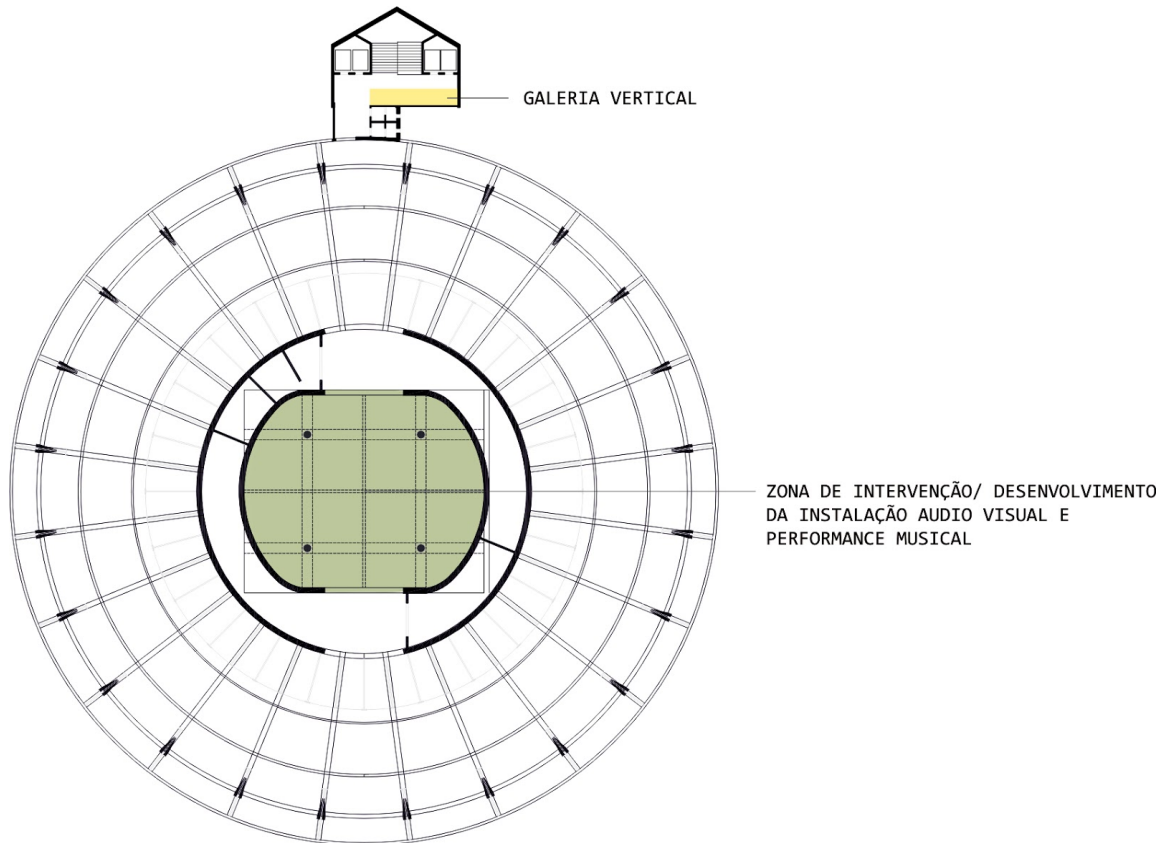 GALERIA VERTICAL
ZONA DE INTERVENÇÃO/ DESENVOLVIMENTO
DA INSTALAÇÃO AUDIO VISUAL E
PERFORMANCE MUSICAL